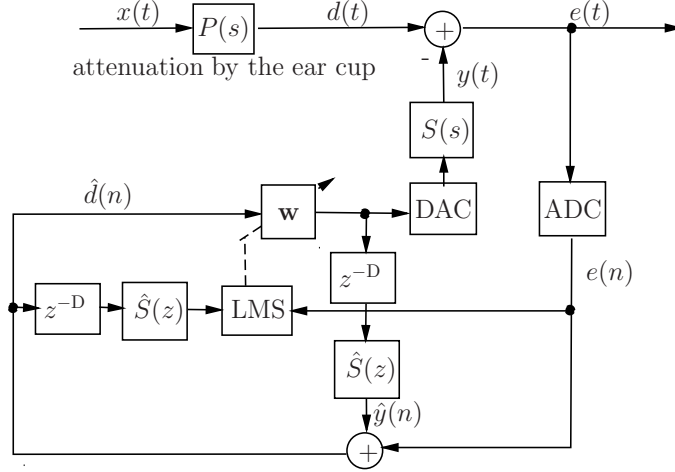 x(t)
P(s)
d(t)
+
e(t)
attenuation by the ear cup
-
y(t)
S(s)
d̂(n)
w
DAC
ADC
z⁻ᴰ
e(n)
z⁻ᴰ
Ŝ(z)
LMS
Ŝ(z)
ŷ(n)
+